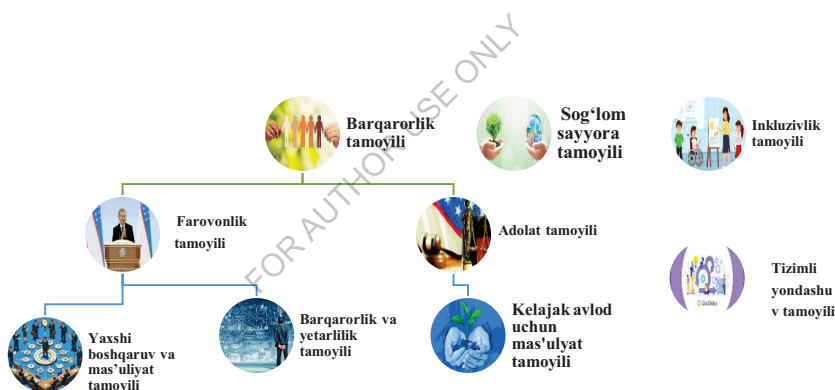 FOR AUTHOR USE ONLY
Barqarorlik
tamoyili
Sog‘lom
sayyora
tamoyili
Inkluzivlik
tamoyili
Farovonlik
tamoyili
Adolat tamoyili
Tizimli
yondashu
v tamoyili
Yaxshi
boshqaruv va
mas’uliyat
tamoyili
Barqarorlik va
yetarlilik
tamoyili
Kelajak avlod
uchun
mas'ulyat
tamoyili